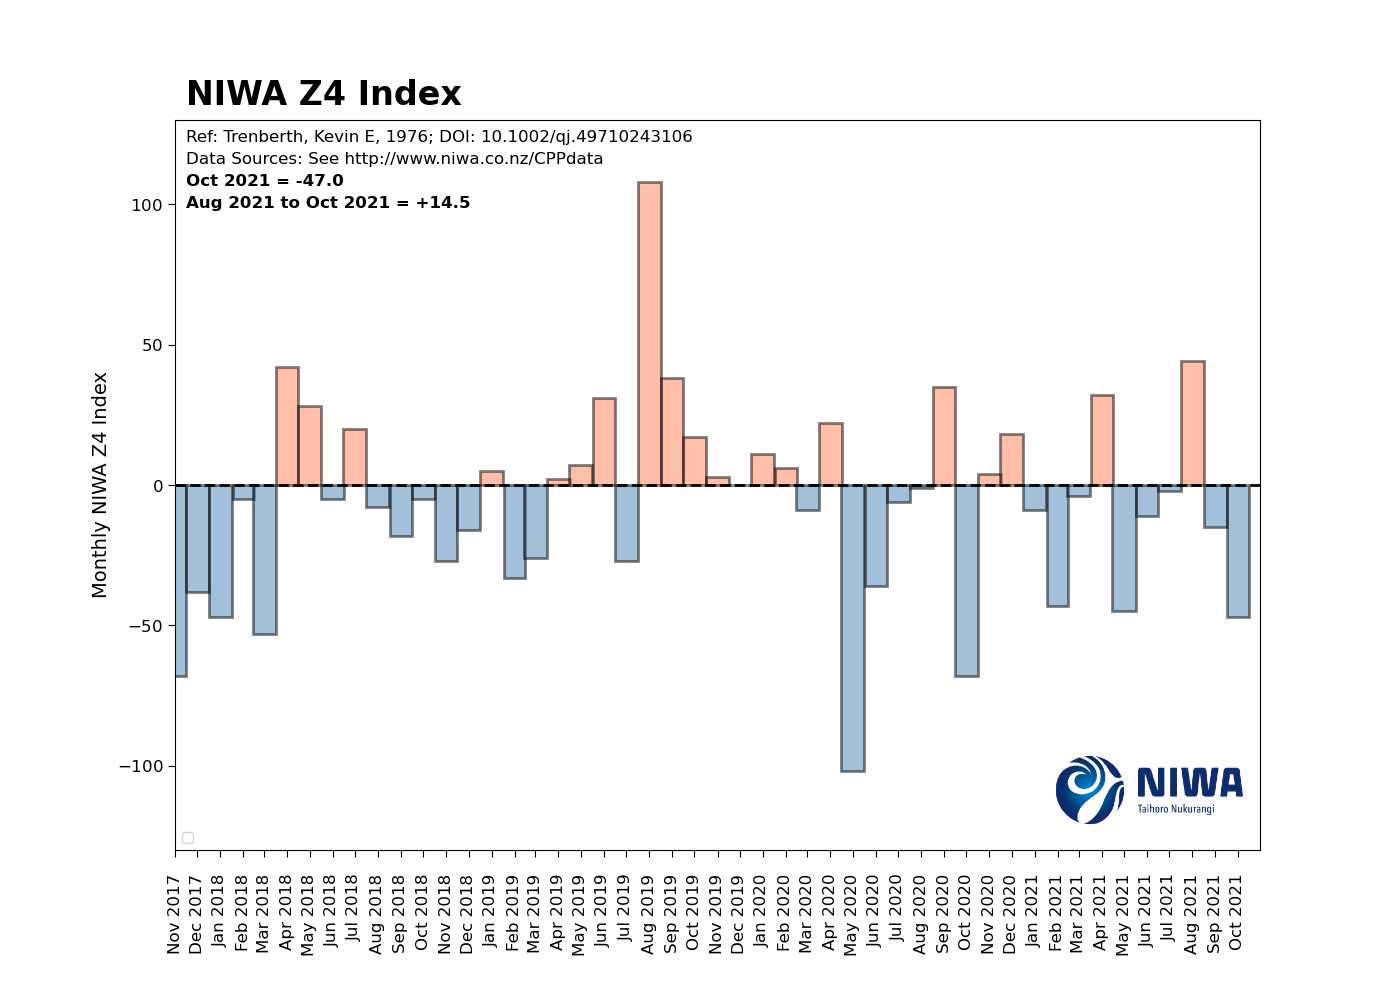 NIWA Z4 Index
Ref: Trenberth, Kevin E, 1976; DOI: 10.1002/qj.49710243106
Data Sources: See http://www.niwa.co.nz/CPPdata
Oct 2021 = -47.0
Aug 2021 to Oct 2021 = +14.5
Monthly NIWA Z4 Index
100
50
0
−50
−100
NIWA
Taihoro Nukurangi
Nov 2017
Dec 2017
Jan 2018
Feb 2018
Mar 2018
Apr 2018
May 2018
Jun 2018
Jul 2018
Aug 2018
Sep 2018
Oct 2018
Nov 2018
Dec 2018
Jan 2019
Feb 2019
Mar 2019
Apr 2019
May 2019
Jun 2019
Jul 2019
Aug 2019
Sep 2019
Oct 2019
Nov 2019
Dec 2019
Jan 2020
Feb 2020
Mar 2020
Apr 2020
May 2020
Jun 2020
Jul 2020
Aug 2020
Sep 2020
Oct 2020
Nov 2020
Dec 2020
Jan 2021
Feb 2021
Mar 2021
Apr 2021
May 2021
Jun 2021
Jul 2021
Aug 2021
Sep 2021
Oct 2021